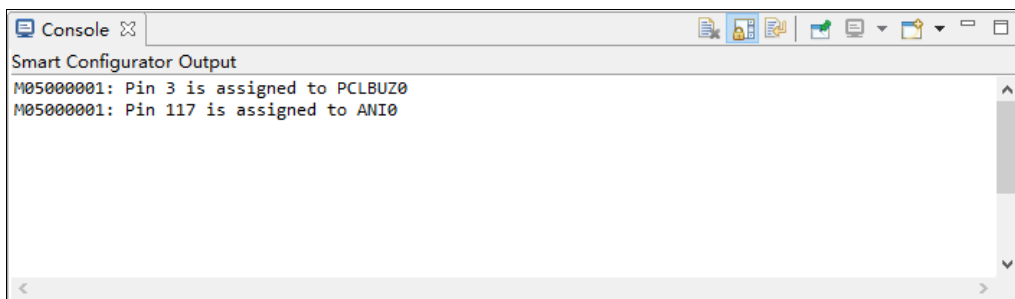 Console
Smart Configurator Output
M05000001: Pin 3 is assigned to PCLBUZ0
M05000001: Pin 117 is assigned to ANI0